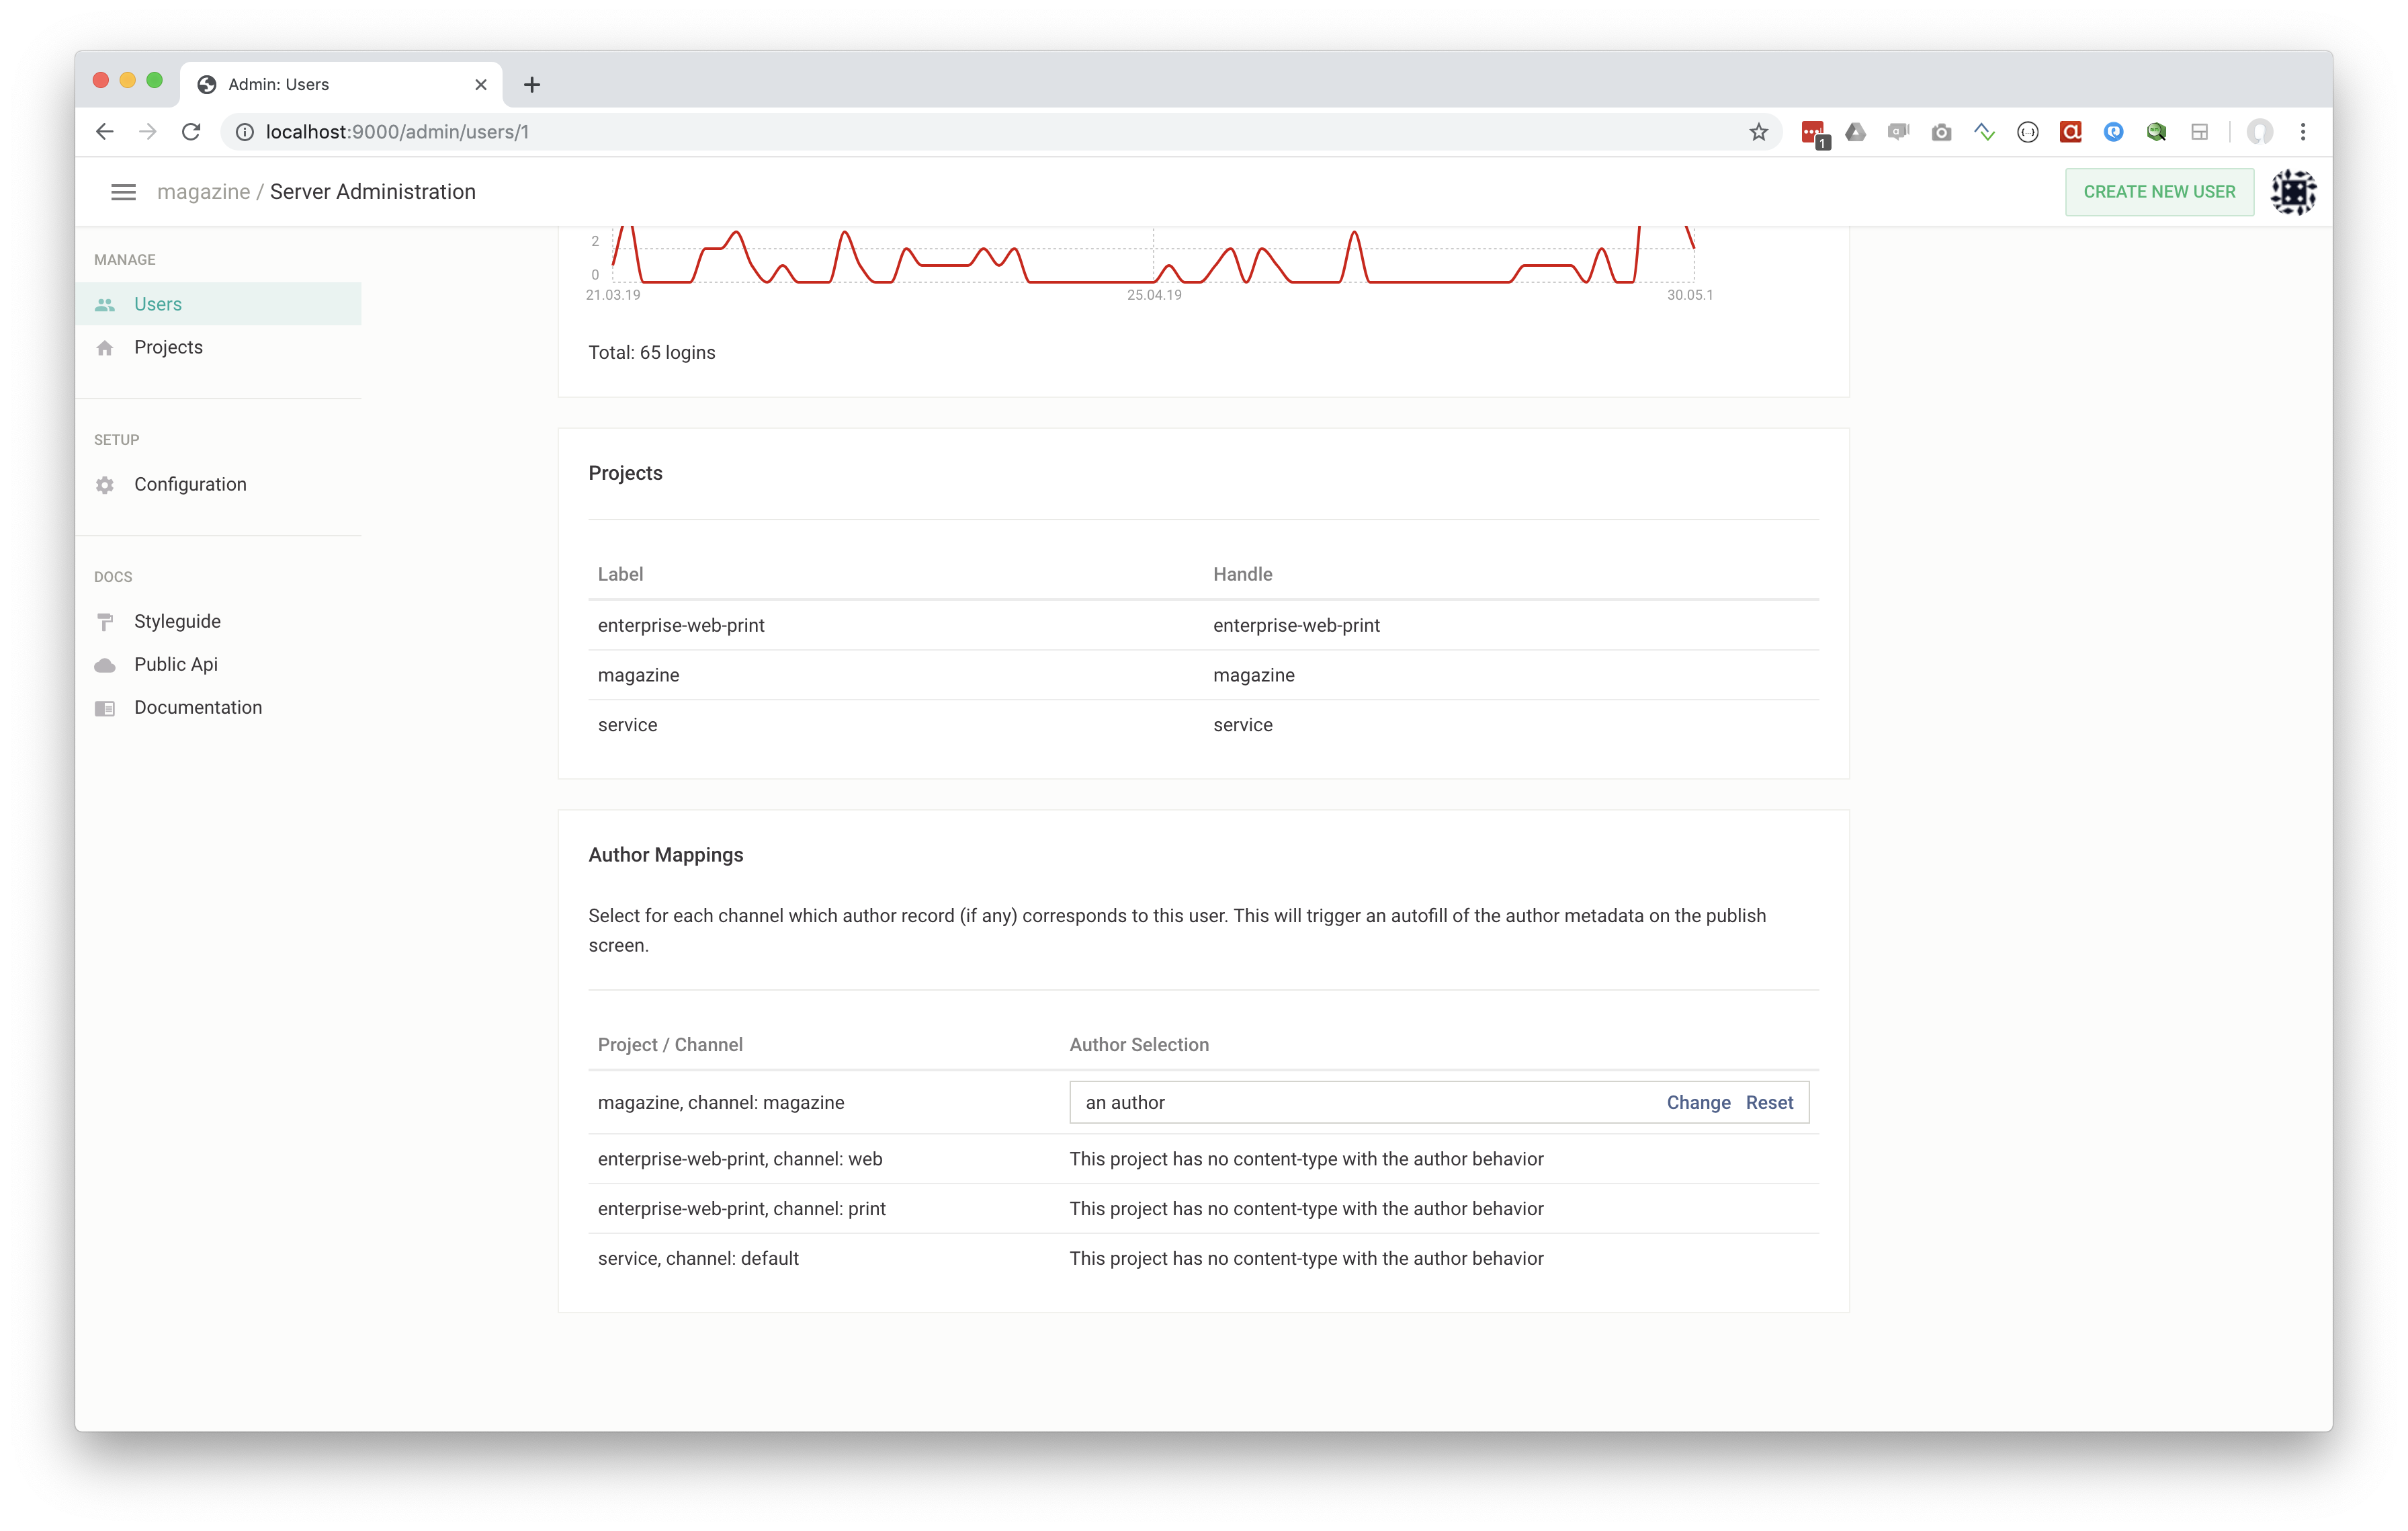 Admin: Users
localhost:9000/admin/users/1
1
magazine / Server Administration
CREATE NEW USER
MANAGE
Users
Projects
SETUP
Configuration
DOCS
Styleguide
Public Api
Documentation
2
0
21.03.19
25.04.19
30.05.1
Total: 65 logins
Projects
Label Handle
enterprise-web-print enterprise-web-print
magazine magazine
service service
Author Mappings
Select for each channel which author record (if any) corresponds to this user. This will trigger an autofill of the author metadata on the publish
screen.
Project / Channel Author Selection
magazine, channel: magazine an author Change Reset
enterprise-web-print, channel: web This project has no content-type with the author behavior
enterprise-web-print, channel: print This project has no content-type with the author behavior
service, channel: default This project has no content-type with the author behavior